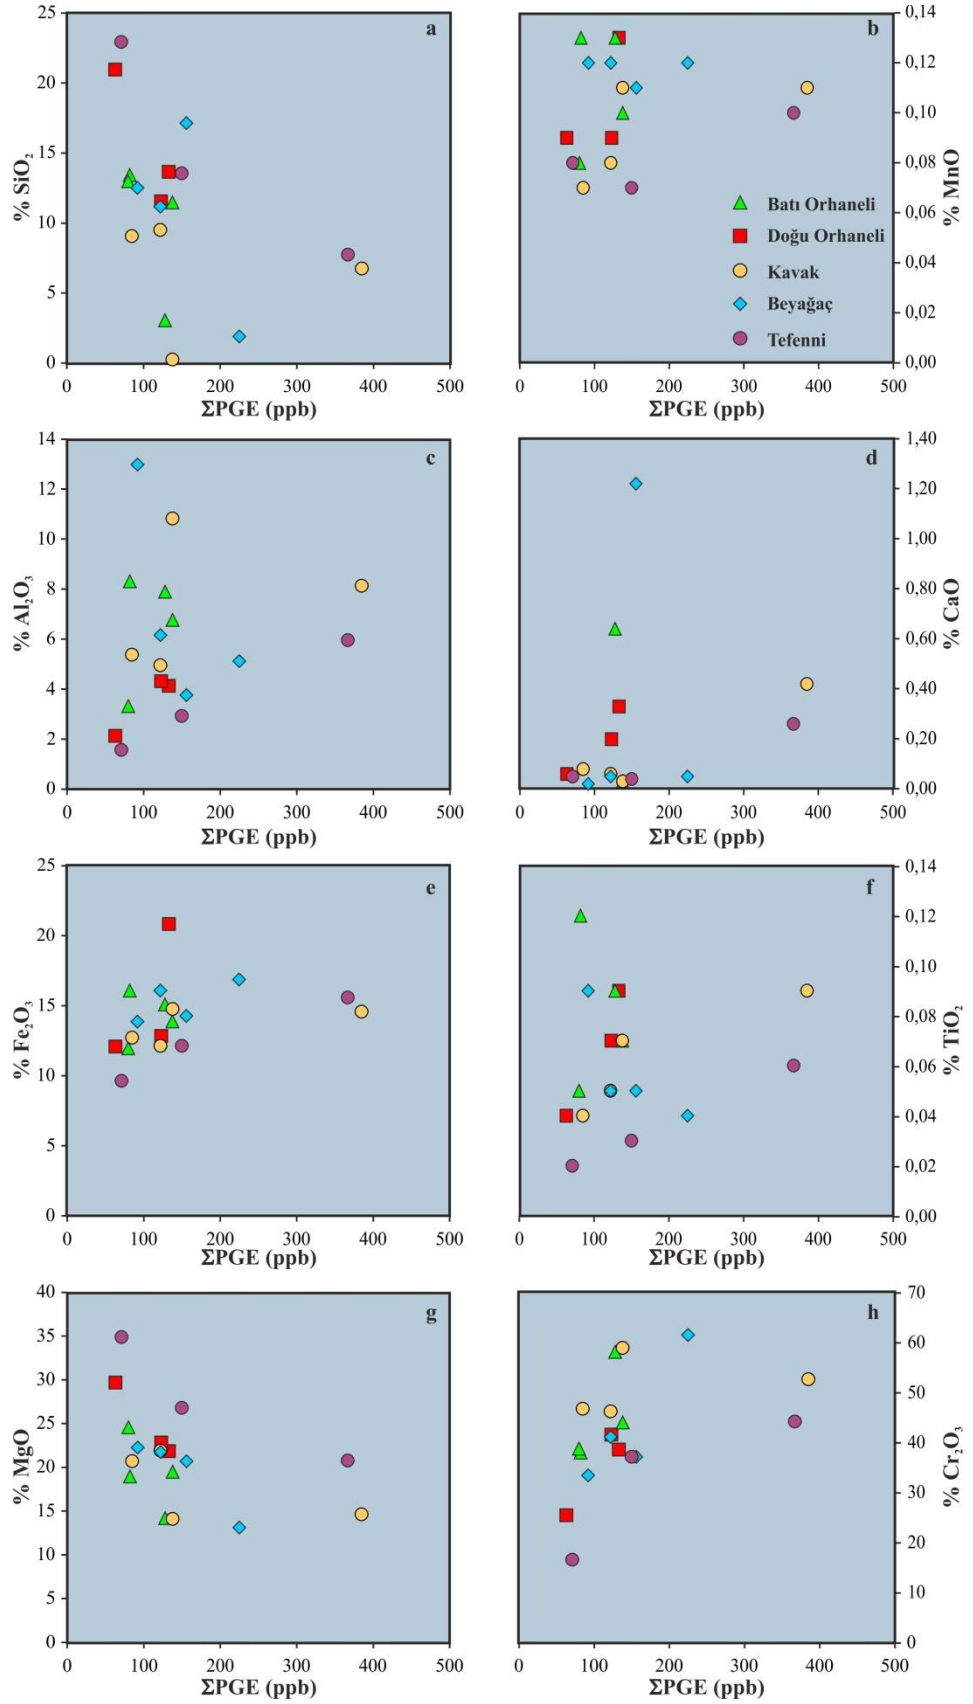 a
% SiO₂
25
20
15
10
5
0
0 100 200 300 400 500
ΣPGE (ppb)
b
% MnO
0,14
0,12
0,10
0,08
0,06
0,04
0,02
0,00
Batı Orhaneli
Doğu Orhaneli
Kavak
Beyağaç
Tefenni
0 100 200 300 400 500
ΣPGE (ppb)
c
% Al₂O₃
14
12
10
8
6
4
2
0
0 100 200 300 400 500
ΣPGE (ppb)
d
% CaO
1,40
1,20
1,00
0,80
0,60
0,40
0,20
0,00
0 100 200 300 400 500
ΣPGE (ppb)
e
% Fe₂O₃
25
20
15
10
5
0
0 100 200 300 400 500
ΣPGE (ppb)
f
% TiO₂
0,14
0,12
0,10
0,08
0,06
0,04
0,02
0,00
0 100 200 300 400 500
ΣPGE (ppb)
g
% MgO
40
35
30
25
20
15
10
5
0
0 100 200 300 400 500
ΣPGE (ppb)
h
% Cr₂O₃
70
60
50
40
30
20
10
0
0 100 200 300 400 500
ΣPGE (ppb)